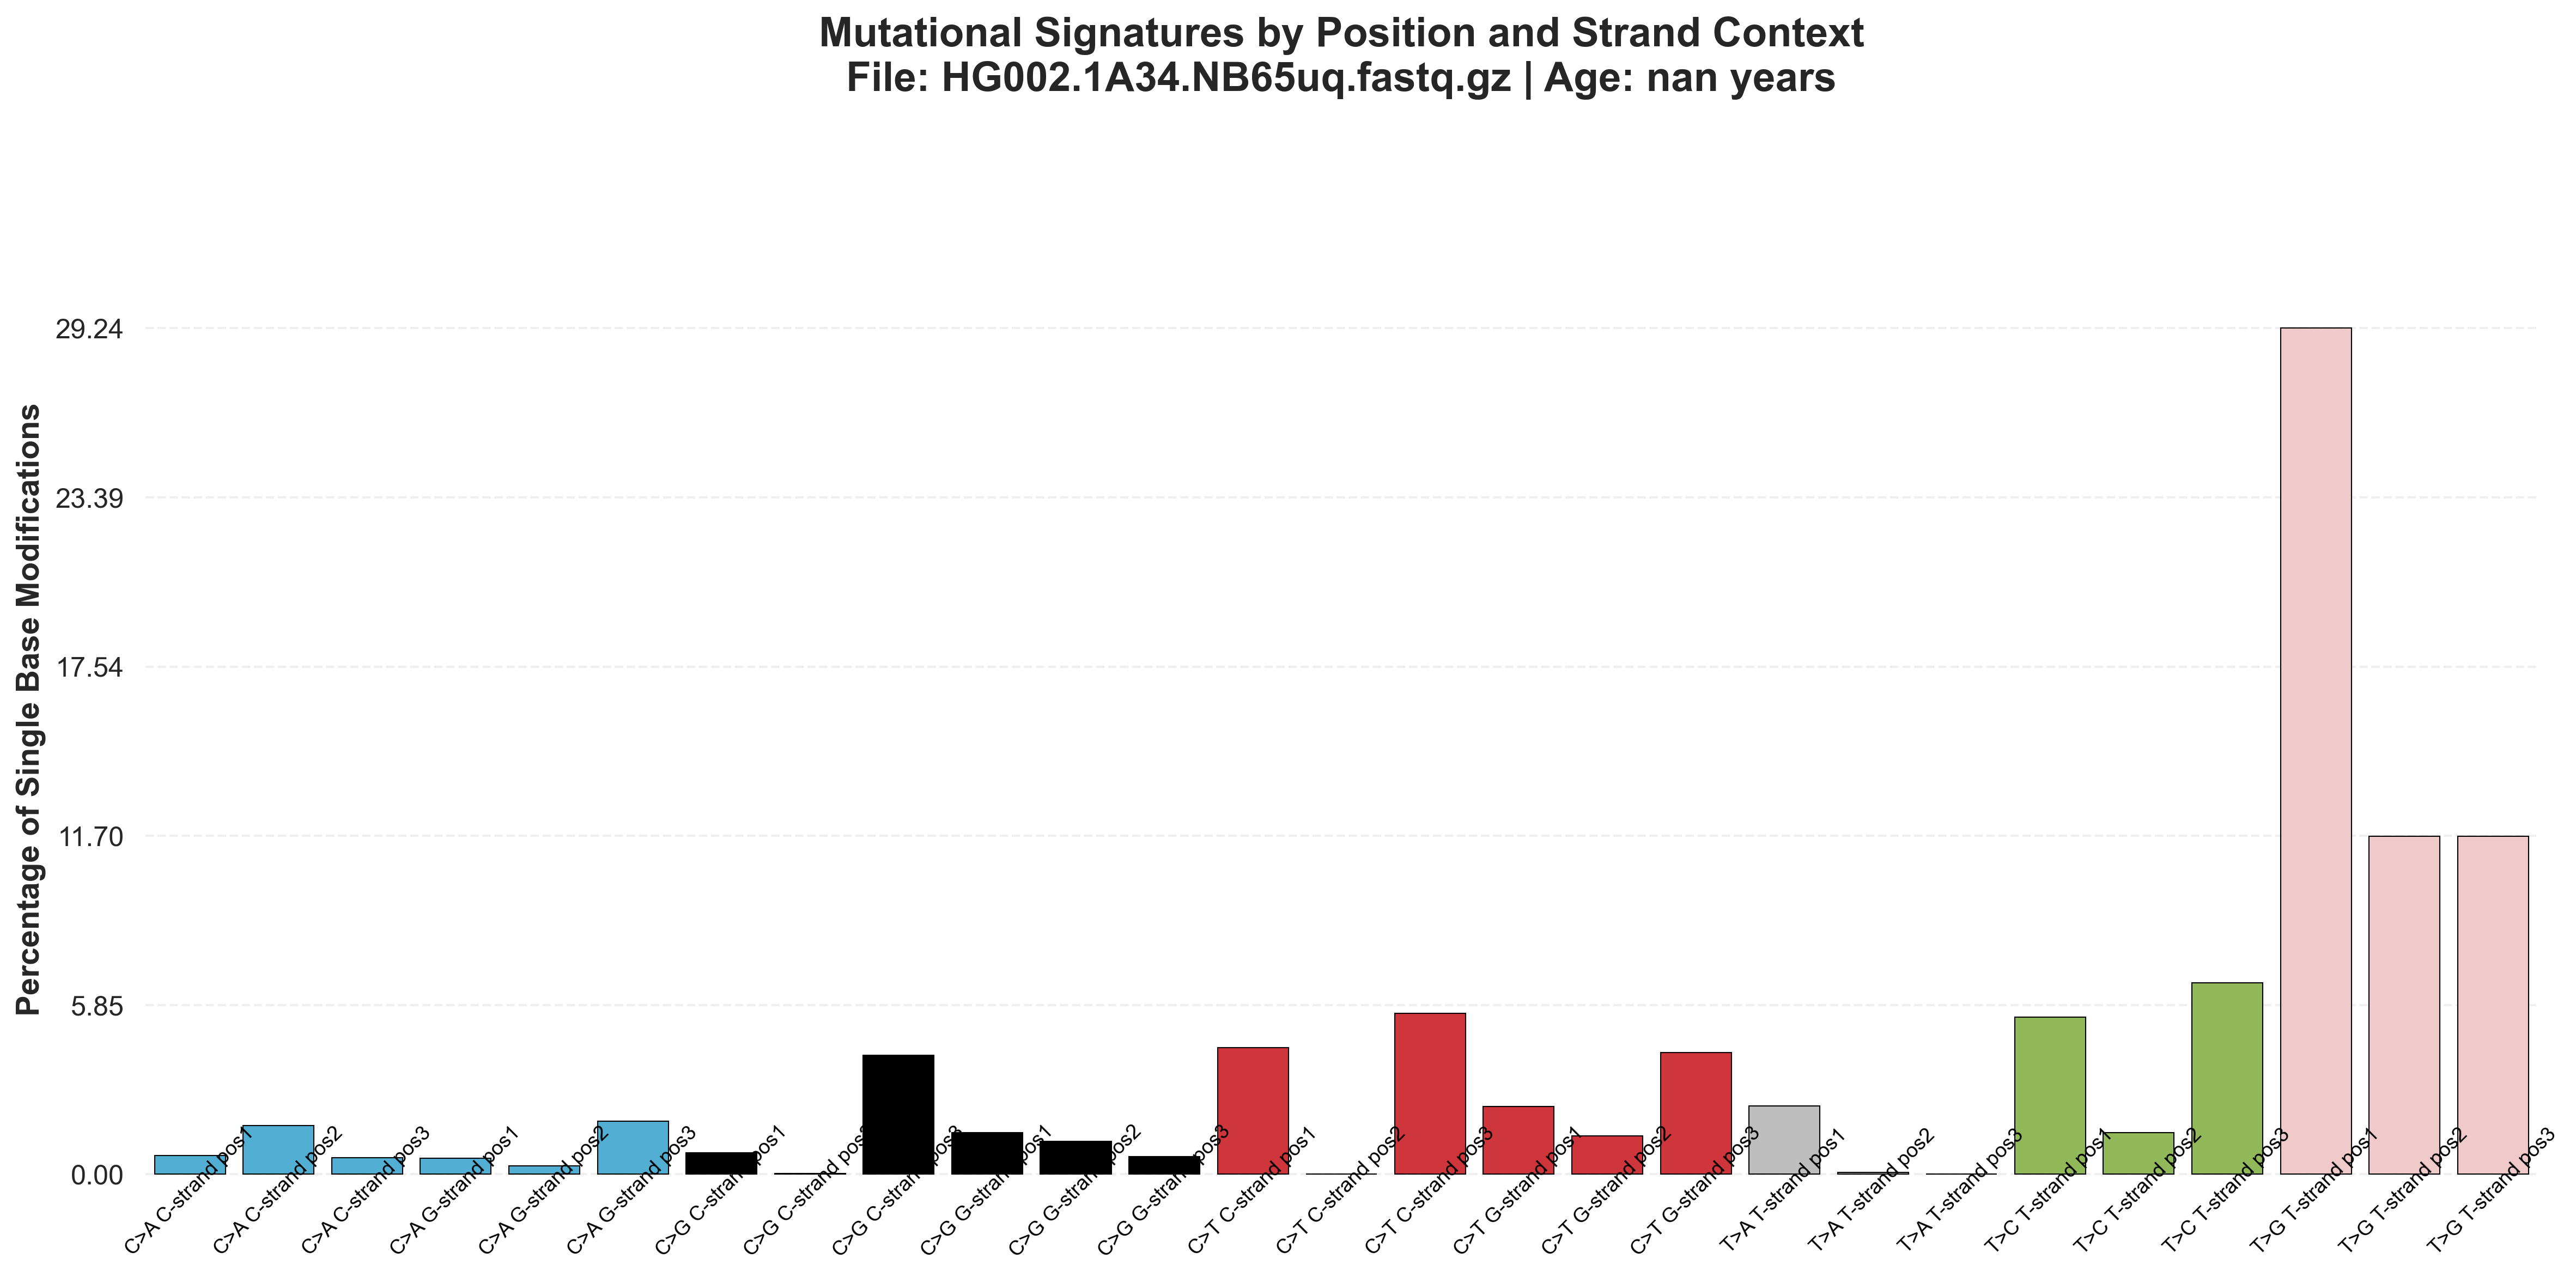 Mutational Signatures by Position and Strand Context
File: HG002.1A34.NB65uq.fastq.gz | Age: nan years
Percentage of Single Base Modifications
29.24
23.39
17.54
11.70
5.85
0.00
C>A C-strand pos1
C>A C-strand pos2
C>A C-strand pos3
C>A G-strand pos1
C>A G-strand pos2
C>A G-strand pos3
C>G C-strand pos1
C>G C-strand pos2
C>G C-strand pos3
C>G G-strand pos1
C>G G-strand pos2
C>G G-strand pos3
C>T C-strand pos1
C>T C-strand pos2
C>T C-strand pos3
C>T G-strand pos1
C>T G-strand pos2
C>T G-strand pos3
T>A T-strand pos1
T>A T-strand pos2
T>A T-strand pos3
T>C T-strand pos1
T>C T-strand pos2
T>C T-strand pos3
T>G T-strand pos1
T>G T-strand pos2
T>G T-strand pos3